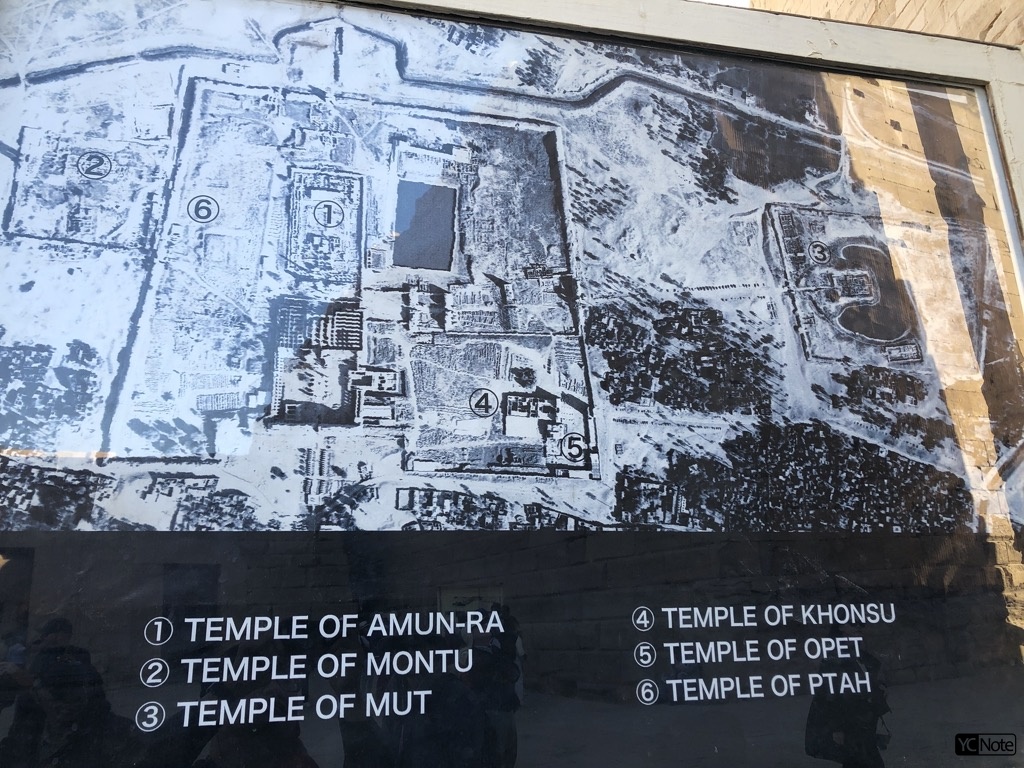 ②
⑥
①
③
④
⑤
① TEMPLE OF AMUN-RA
② TEMPLE OF MONTU
③ TEMPLE OF MUT
④ TEMPLE OF KHONSU
⑤ TEMPLE OF OPET
⑥ TEMPLE OF PTAH
YC Note